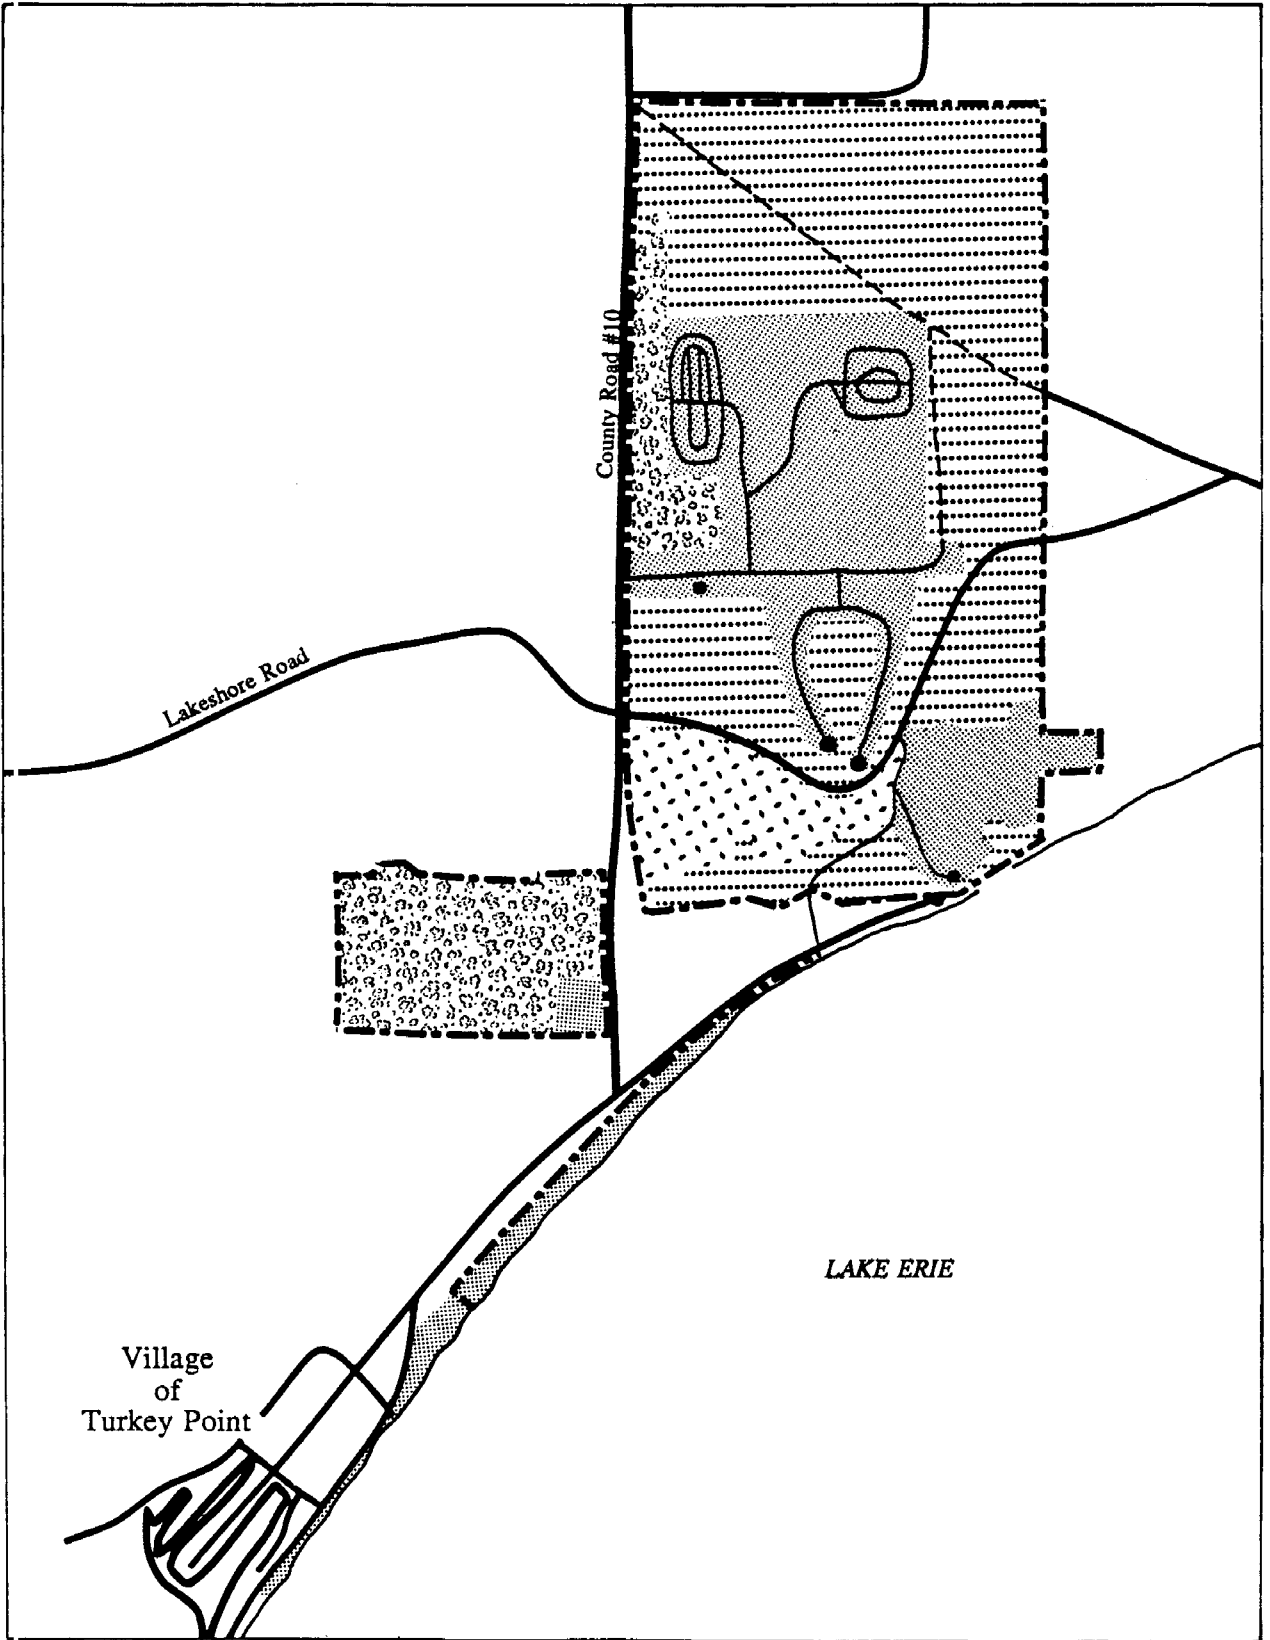 County Road #10
Lakeshore Road
LAKE ERIE
Village
of
Turkey Point